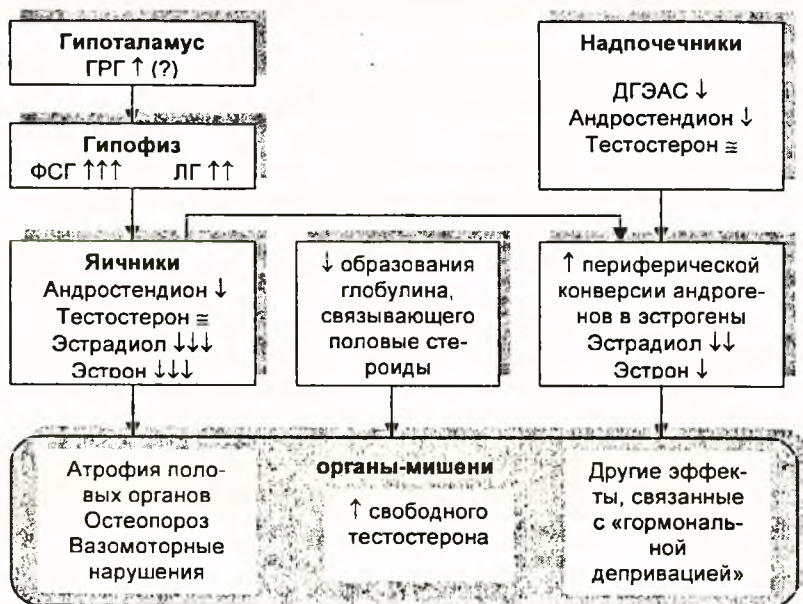 Гипоталамус
ГРГ ↑ (?)
Надпочечники
ДГЭАС ↓
Андростендион ↓
Тестостерон ≅
Гипофиз
ФСГ ↑↑↑ ЛГ ↑↑
Яичники
Андростендион ↓
Тестостерон ≅
Эстрадиол ↓↓↓
Эстрон ↓↓↓
↓ образования
глобулина,
связывающего
половые сте-
роиды
↑ периферической
конверсии андроге-
нов в эстрогены
Эстрадиол ↓↓
Эстрон ↓
Атрофия поло-
вых органов
Остеопороз
Вазомоторные
нарушения
органы-мишени
↑ свободного
тестостерона
Другие эффек-
ты, связанные
с «гормональ-
ной
депривацией»